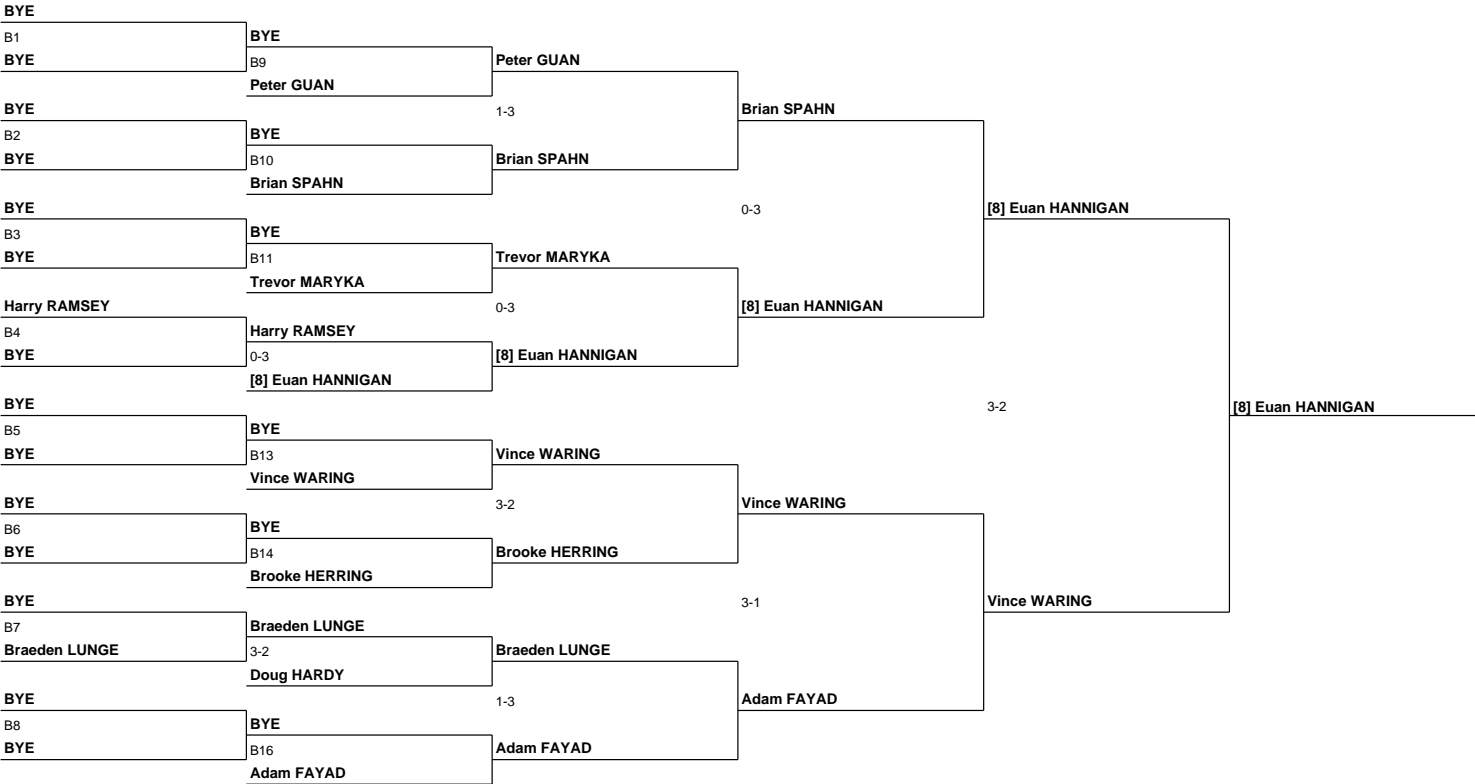 BYE
B1
BYE
BYE
B9
Peter GUAN
Peter GUAN
BYE
B2
BYE
BYE
B10
Brian SPAHN
1-3
Brian SPAHN
Brian SPAHN
BYE
B3
BYE
BYE
B11
Trevor MARYKA
Trevor MARYKA
Harry RAMSEY
B4
BYE
Harry RAMSEY
0-3
[8] Euan HANNIGAN
0-3
[8] Euan HANNIGAN
[8] Euan HANNIGAN
0-3
[8] Euan HANNIGAN
BYE
B5
BYE
BYE
B13
Vince WARING
Vince WARING
BYE
B6
BYE
BYE
B14
Brooke HERRING
3-2
Brooke HERRING
Vince WARING
BYE
B7
Braeden LUNGE
Braeden LUNGE
3-2
Doug HARDY
Braeden LUNGE
BYE
B8
BYE
BYE
B16
Adam FAYAD
1-3
Adam FAYAD
Adam FAYAD
3-1
Vince WARING
3-2
[8] Euan HANNIGAN